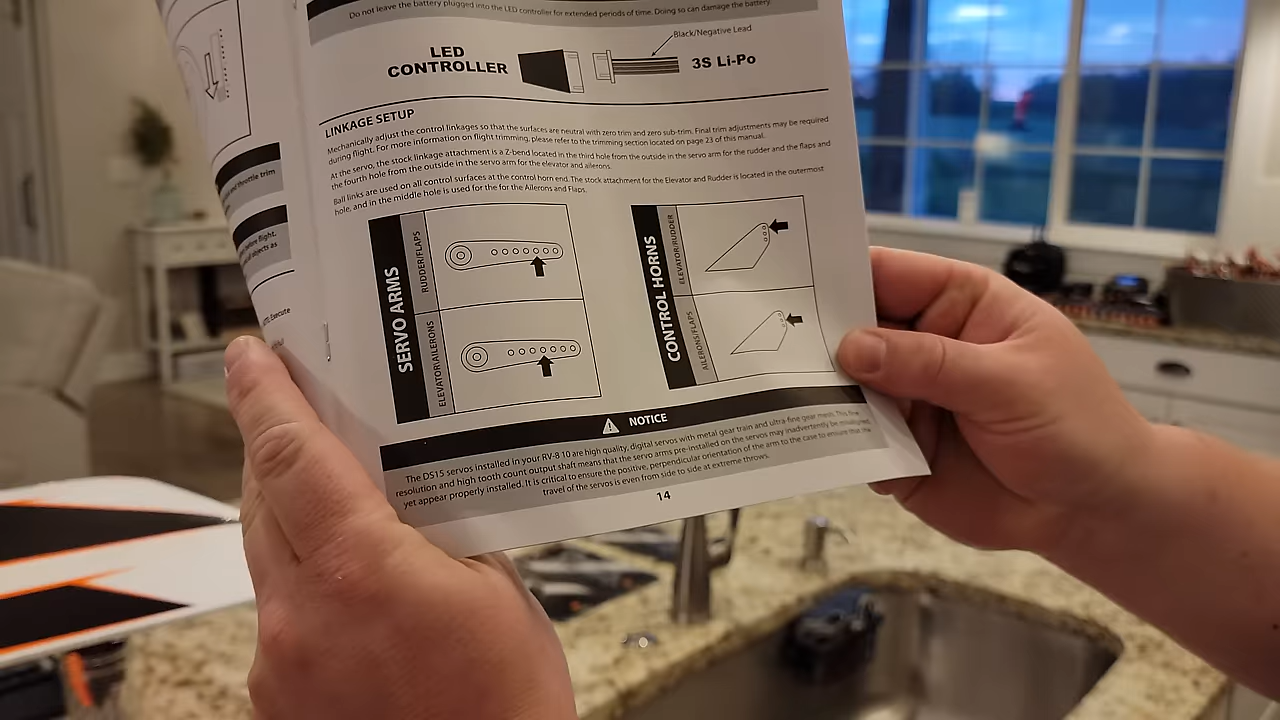 Do not leave the battery plugged into the LED controller for extended periods of time. Doing so can damage the battery.
LED
CONTROLLER
Black/Negative Lead
3S Li-Po
LINKAGE SETUP
Mechanically adjust the control linkages so that the surfaces are neutral with zero trim and zero sub-trim. Final trim adjustments may be required
during flight. For more information on flight trimming, please refer to the trimming section located on page 23 of this manual.
At the servo, the stock linkage attachment is a Z-bend located in the third hole from the outside in the servo arm for the rudder and the flaps and
the fourth hole from the outside in the servo arm for the elevator and ailerons.
Ball links are used on all control surfaces at the control horn end. The stock attachment for the Elevator and Rudder is located in the outermost
hole, and in the middle hole is used for the for the Ailerons and Flaps.
SERVO ARMS
RUDDER/FLAPS
ELEVATOR/AILERONS
CONTROL HORNS
ELEVATOR/RUDDER
AILERONS/FLAPS
NOTICE
The DS15 servos installed in your RV-8 10 are high quality, digital servos with metal gear train and ultra-fine gear mesh. This fine
resolution and high tooth count output shaft means that the servo arms pre-installed on the servos may inadvertently be misaligned
yet appear properly installed. It is critical to ensure the positive, perpendicular orientation of the arm to the case to ensure that the
travel of the servos is even from side to side at extreme throws.
14
throttle trim
before flight,
objects as
Execute